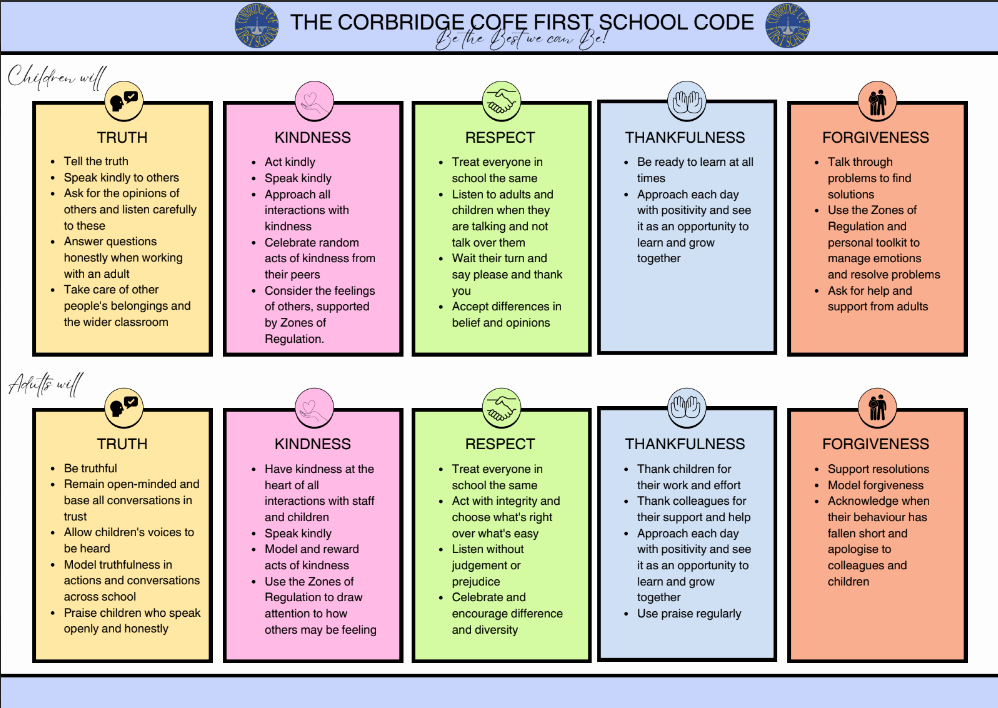 THE CORBRIDGE COFE FIRST SCHOOL CODE
Be the Best we can Be!
Children will
TRUTH
• Tell the truth
• Speak kindly to others
• Ask for the opinions of
others and listen carefully
to these
• Answer questions
honestly when working
with an adult
• Take care of other
people's belongings and
the wider classroom
KINDNESS
• Act kindly
• Speak kindly
• Approach all
interactions with
kindness
• Celebrate random
acts of kindness from
their peers
• Consider the feelings
of others, supported
by Zones of
Regulation.
RESPECT
• Treat everyone in
school the same
• Listen to adults and
children when they
are talking and not
talk over them
• Wait their turn and
say please and thank
you
• Accept differences in
belief and opinions
THANKFULNESS
• Be ready to learn at all
times
• Approach each day
with positivity and see
it as an opportunity to
learn and grow
together
FORGIVENESS
• Talk through
problems to find
solutions
• Use the Zones of
Regulation and
personal toolkit to
manage emotions
and resolve problems
• Ask for help and
support from adults
Adults will
TRUTH
• Be truthful
• Remain open-minded and
base all conversations in
trust
• Allow children's voices to
be heard
• Model truthfulness in
actions and conversations
across school
• Praise children who speak
openly and honestly
KINDNESS
• Have kindness at the
heart of all
interactions with staff
and children
• Speak kindly
• Model and reward
acts of kindness
• Use the Zones of
Regulation to draw
attention to how
others may be feeling
RESPECT
• Treat everyone in
school the same
• Act with integrity and
choose what's right
over what's easy
• Listen without
judgement or
prejudice
• Celebrate and
encourage difference
and diversity
THANKFULNESS
• Thank children for
their work and effort
• Thank colleagues for
their support and help
• Approach each day
with positivity and see
it as an opportunity to
learn and grow
together
• Use praise regularly
FORGIVENESS
• Support resolutions
• Model forgiveness
• Acknowledge when
their behaviour has
fallen short and
apologise to
colleagues and
children